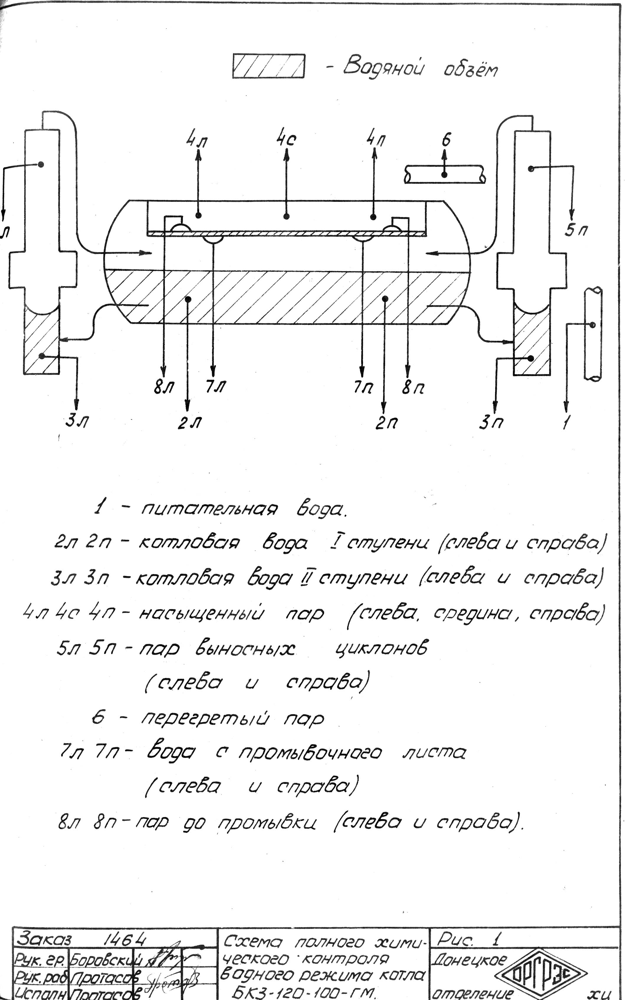 - Водяной объём
4л 4с 4п 6
л 5п
8л 7л 7п 8п
3л 2л 2п 3п 1
1 - питательная вода.
2л 2п - котловая вода I ступени (слева и справа)
3л 3п - котловая вода II ступени (слева и справа)
4л 4с 4п - насыщенный пар (слева, средина, справа)
5л 5п - пар выносных циклонов
(слева и справа)
6 - перегретый пар
7л 7п - вода с промывочного листа
(слева и справа)
8л 8п - пар до промывки (слева и справа).
Заказ 1464
Рук. гр. Боровский
Рук. раб Протасов
Исполн Протасов
Схема полного хими-
ческого контроля
водного режима котла
БКЗ-120-100-ГМ.
Рис. 1
Донецкое
ОРГРЭС
отделение хц